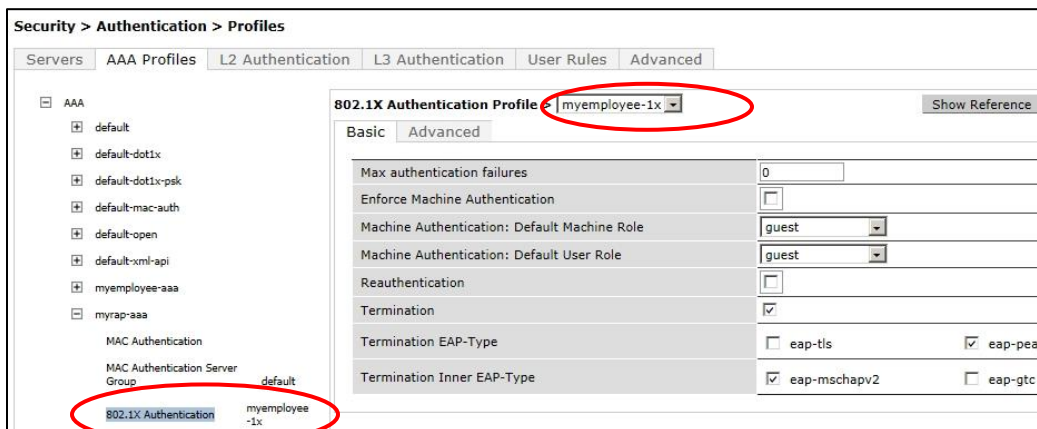 Security > Authentication > Profiles
Servers AAA Profiles L2 Authentication L3 Authentication User Rules Advanced
AAA
default
default-dot1x
default-dot1x-psk
default-mac-auth
default-open
default-xml-api
myemployee-aaa
myrap-aaa
MAC Authentication
MAC Authentication Server
Group default
802.1X Authentication myemployee
-1x
802.1X Authentication Profile > myemployee-1x Show Reference
Basic Advanced
Max authentication failures 0
Enforce Machine Authentication
Machine Authentication: Default Machine Role guest
Machine Authentication: Default User Role guest
Reauthentication
Termination
Termination EAP-Type eap-tls eap-pea
Termination Inner EAP-Type eap-mschapv2 eap-gtc